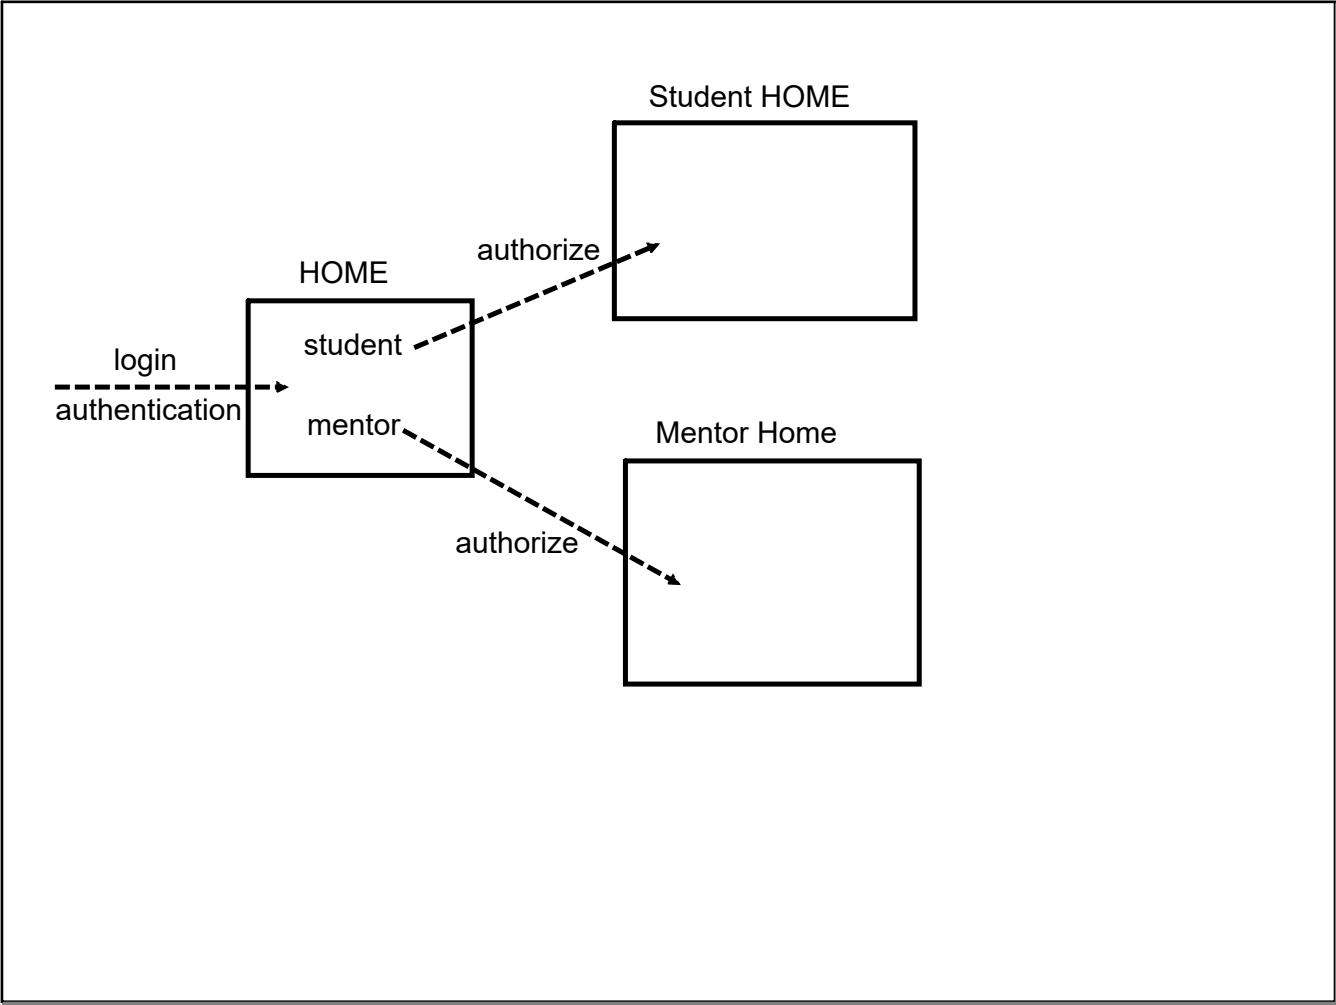 Student HOME
authorize
HOME
student
login
authentication
mentor
Mentor Home
authorize